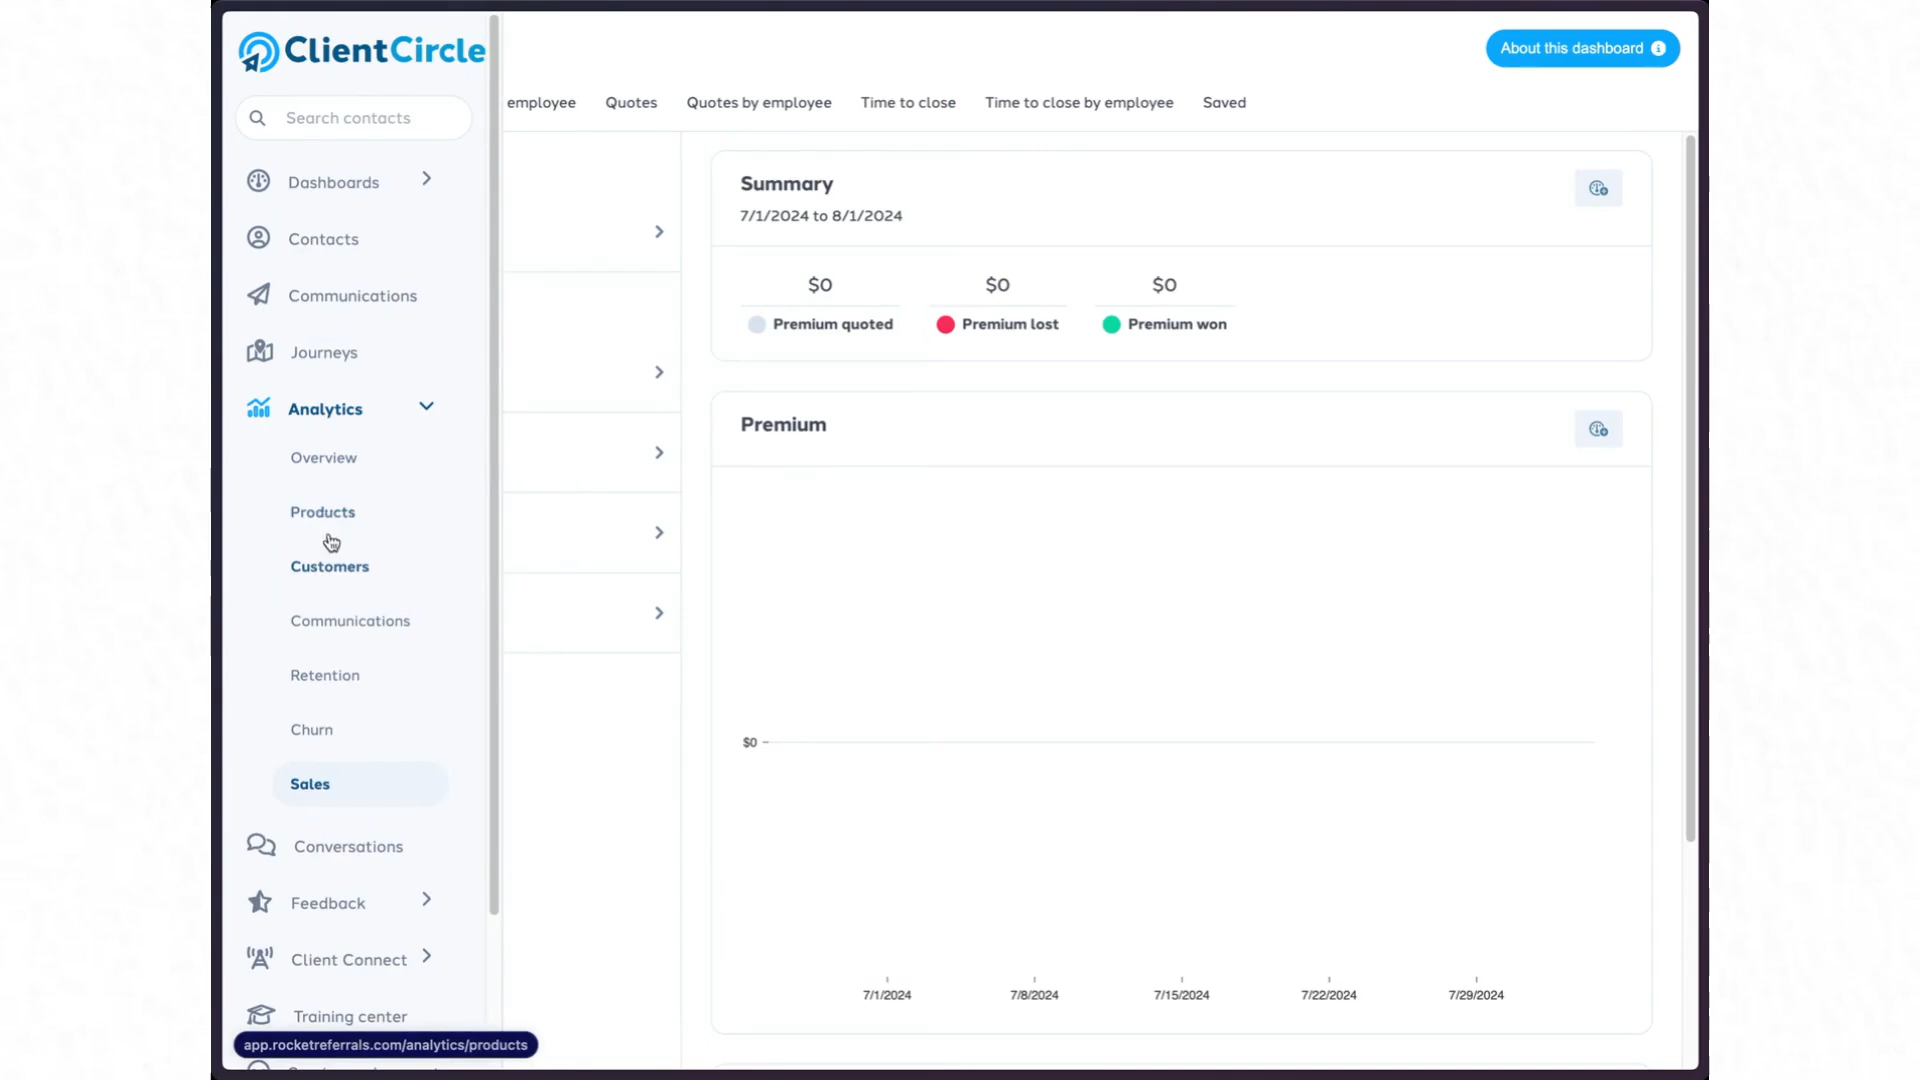 ClientCircle
About this dashboard
Search contacts
employee
Quotes
Quotes by employee
Time to close
Time to close by employee
Saved
Dashboards
Contacts
Communications
Journeys
Analytics
Overview
Products
Customers
Communications
Retention
Churn
Sales
Conversations
Feedback
Client Connect
Training center
app.rocketreferrals.com/analytics/products
Summary
7/1/2024 to 8/1/2024
$0
$0
$0
Premium quoted
Premium lost
Premium won
Premium
$0
7/1/2024
7/8/2024
7/15/2024
7/22/2024
7/29/2024